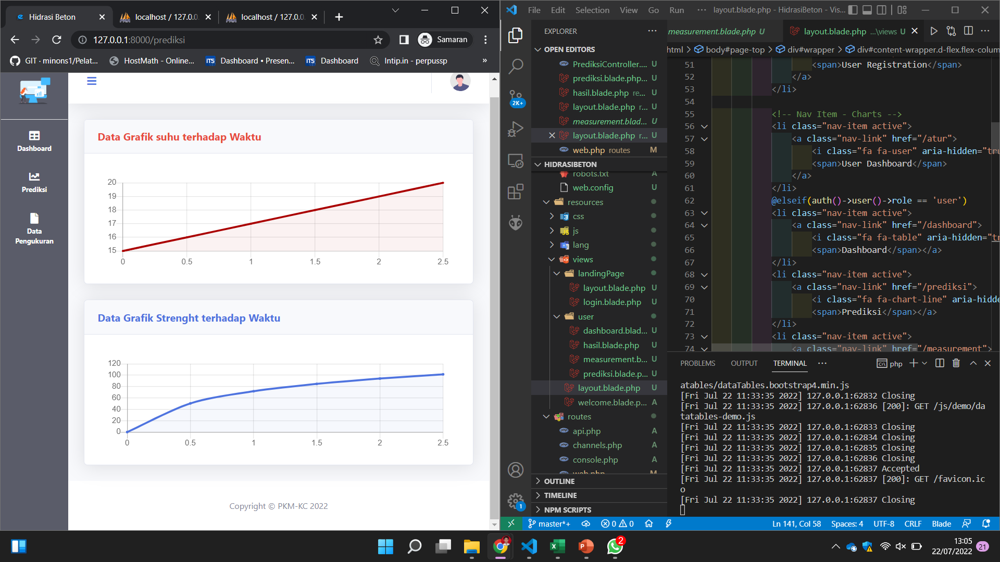 Hidrasi Beton
localhost / 127.0.0.
localhost / 127.0.0.
127.0.0.1:8000/prediksi
Samaran
GIT · minons1/Pelat...
HostMath - Online...
Dashboard • Presen...
Dashboard
Intip.in - perpussp
»
Dashboard
Prediksi
Data
Pengukuran
Data Grafik suhu terhadap Waktu
20
19
18
17
16
15
0 0.5 1 1.5 2 2.5
Data Grafik Strenght terhadap Waktu
120
100
80
60
40
20
0
0 0.5 1 1.5 2 2.5
Copyright © PKM-KC 2022
File Edit Selection View Go Run ··· layout.blade.php - HidrasiBeton - Vis...
EXPLORER ···
OPEN EDITORS
PrediksiController.... U
prediksi.blade.php... U
hasil.blade.php re... U
layout.blade.php r... U
measurement.blad... U
layout.blade.php r... U
web.php routes M
HIDRASIBETON
robots.txt A
web.config U
resources
css
js
lang
views
landingPage
layout.blade.php U
login.blade.php U
user
dashboard.blad... U
hasil.blade.php U
measurement.b... U
prediksi.blade.p... U
layout.blade.php U
welcome.blade.p... A
routes
api.php A
channels.php A
console.php A
web.php M
OUTLINE
TIMELINE
NPM SCRIPTS
2K+
1
measurement.blade.php U
layout.blade.php ...\views U
html > body#page-top > div#wrapper > div#content-wrapper.d-flex.flex-colum
51 <span>User Registration</span>
52 </a>
53 </li>
54
55 <!-- Nav Item - Charts -->
56 <li class="nav-item active">
57 <a class="nav-link" href="/atur">
58 <i class="fa fa-user" aria-hidden="tru
59 <span>User Dashboard</span>
60 </a>
61 </li>
62 @elseif(auth()->user()->role == 'user')
63 <li class="nav-item active">
64 <a class="nav-link" href="/dashboard">
65 <i class="fa fa-table" aria-hidden="tr
66 <span>Dashboard</span></a>
67 </li>
68 <li class="nav-item active">
69 <a class="nav-link" href="/prediksi">
70 <i class="fa fa-chart-line" aria-hidde
71 <span>Prediksi</span></a>
72 </li>
73 <li class="nav-item active">
74 <a class="nav-link" href="/measurement">
PROBLEMS OUTPUT TERMINAL ··· php
atables/dataTables.bootstrap4.min.js
[Fri Jul 22 11:33:35 2022] 127.0.0.1:62832 Closing
[Fri Jul 22 11:33:35 2022] 127.0.0.1:62836 [200]: GET /js/demo/da
tatables-demo.js
[Fri Jul 22 11:33:35 2022] 127.0.0.1:62833 Closing
[Fri Jul 22 11:33:35 2022] 127.0.0.1:62834 Closing
[Fri Jul 22 11:33:35 2022] 127.0.0.1:62835 Closing
[Fri Jul 22 11:33:35 2022] 127.0.0.1:62836 Closing
[Fri Jul 22 11:33:35 2022] 127.0.0.1:62837 Accepted
[Fri Jul 22 11:33:35 2022] 127.0.0.1:62837 [200]: GET /favicon.ic
o
[Fri Jul 22 11:33:35 2022] 127.0.0.1:62837 Closing
master*+ 0 0 Ln 141, Col 58 Spaces: 4 UTF-8 CRLF Blade
2
13:05
22/07/2022
21